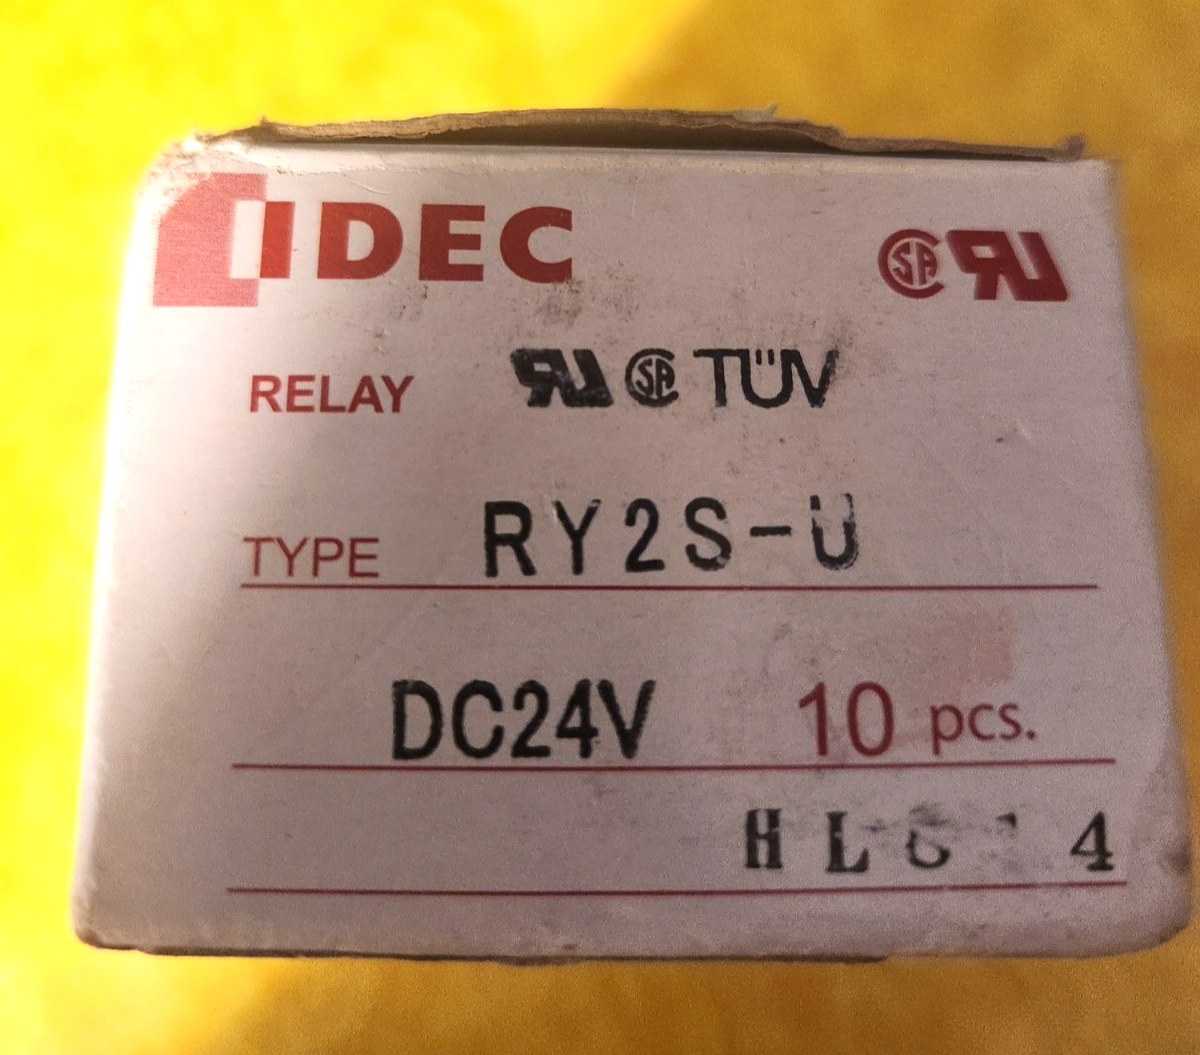 IDEC
RELAY TÜV
TYPE RY2S-U
DC24V 10 pcs.